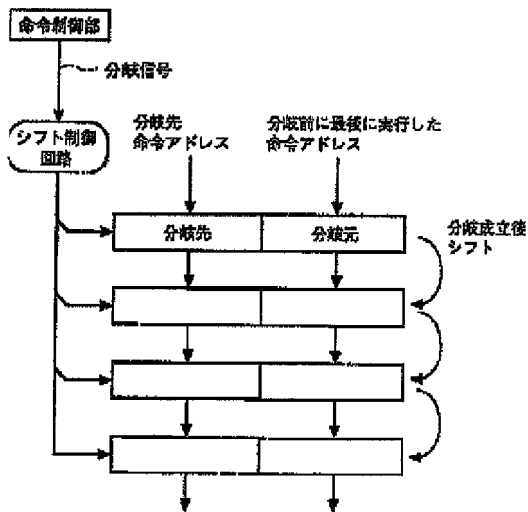 命令制御部
分岐信号
シフト制御
回路
分岐先
命令アドレス
分岐前に最後に実行した
命令アドレス
分岐先
分岐元
分岐成立後
シフト